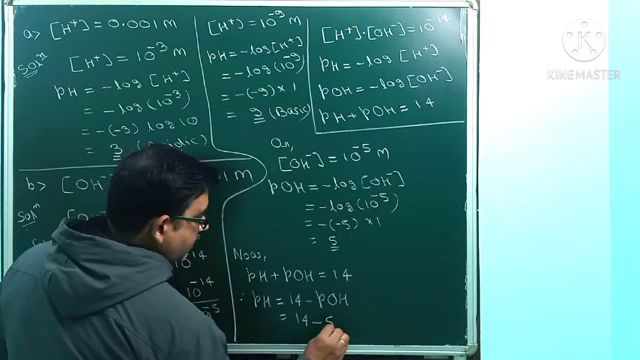 a> [H+] = 0.001 M
Solⁿ
[H+] = 10⁻³ M
PH = -log [H+]
= -log (10⁻³)
= -(-3) log 10
= 3
b> [OH⁻]
1 M
Solⁿ
10⁻¹⁴
[H+] = 10⁻⁹ M
PH = -log [H+]
= -log (10⁻⁹)
= -(-9) × 1
= 9 (Basic)
[H+]. [OH⁻] = 10⁻¹⁴
PH = -log [H+]
POH = -log [OH⁻]
PH + POH = 14
On,
[OH⁻] = 10⁻⁵ M
POH = -log [OH⁻]
= -log (10⁻⁵)
= -(-5) × 1
= 5
Now,
PH + POH = 14
∴ PH = 14 - POH
= 14 - 5
KINEMASTER